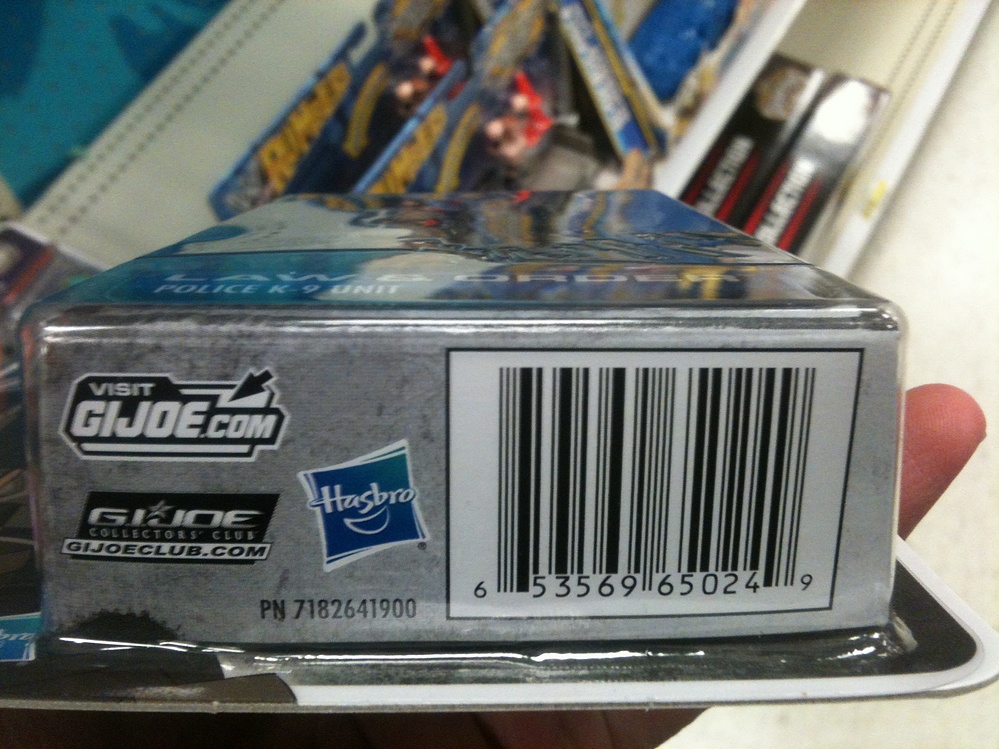 LAW & ORDER
POLICE K-9 UNIT
VISIT
GIJOE.COM
G.I. JOE
COLLECTORS' CLUB
GIJOECLUB.COM
Hasbro
®
PN 7182641900
6 53569 65024 9